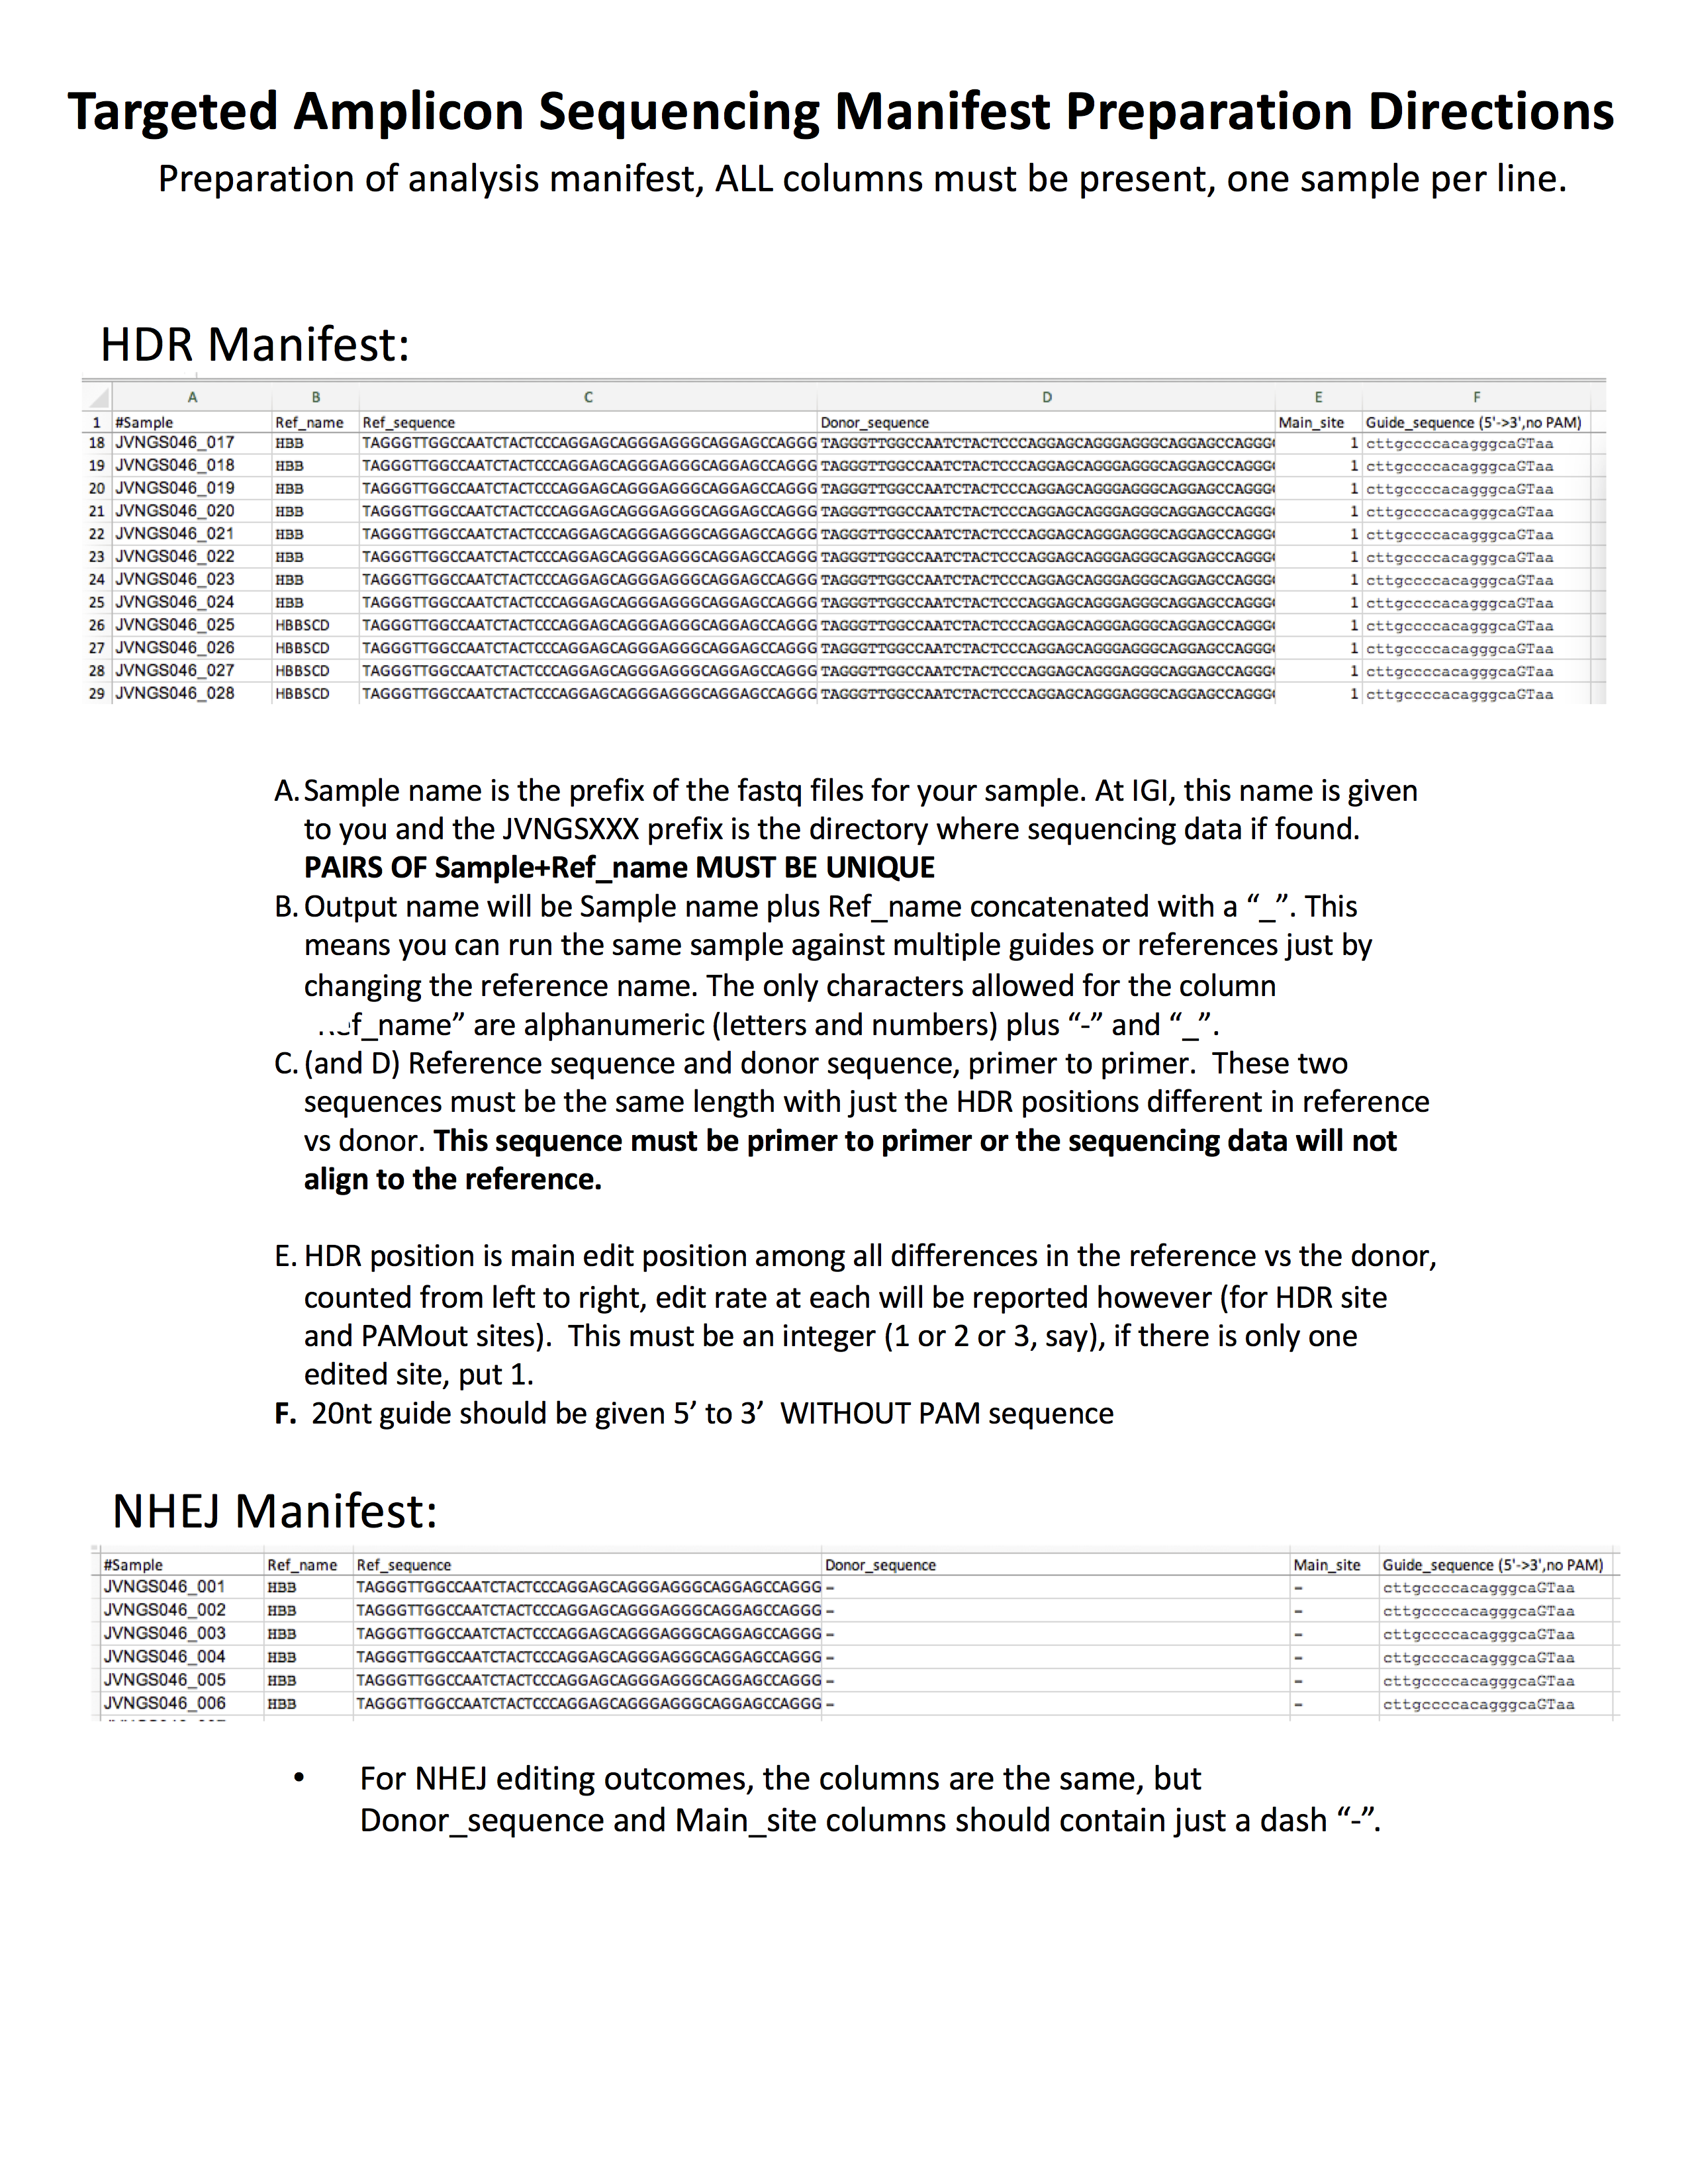 Targeted Amplicon Sequencing Manifest Preparation Directions
Preparation of analysis manifest, ALL columns must be present, one sample per line.
HDR Manifest:
A B C D E F
1 #Sample Ref_name Ref_sequence Donor_sequence Main_site Guide_sequence (5'->3',no PAM)
18 JVNGS046_017 HBB TAGGGTTGGCCAATCTACTCCCAGGAGCAGGGAGGGCAGGAGCCAGGG TAGGGTTGGCCAATCTACTCCCAGGAGCAGGGAGGGCAGGAGCCAGGG 1 cttgccccacagggcaGTaa
19 JVNGS046_018 HBB TAGGGTTGGCCAATCTACTCCCAGGAGCAGGGAGGGCAGGAGCCAGGG TAGGGTTGGCCAATCTACTCCCAGGAGCAGGGAGGGCAGGAGCCAGGG 1 cttgccccacagggcaGTaa
20 JVNGS046_019 HBB TAGGGTTGGCCAATCTACTCCCAGGAGCAGGGAGGGCAGGAGCCAGGG TAGGGTTGGCCAATCTACTCCCAGGAGCAGGGAGGGCAGGAGCCAGGG 1 cttgccccacagggcaGTaa
21 JVNGS046_020 HBB TAGGGTTGGCCAATCTACTCCCAGGAGCAGGGAGGGCAGGAGCCAGGG TAGGGTTGGCCAATCTACTCCCAGGAGCAGGGAGGGCAGGAGCCAGGG 1 cttgccccacagggcaGTaa
22 JVNGS046_021 HBB TAGGGTTGGCCAATCTACTCCCAGGAGCAGGGAGGGCAGGAGCCAGGG TAGGGTTGGCCAATCTACTCCCAGGAGCAGGGAGGGCAGGAGCCAGGG 1 cttgccccacagggcaGTaa
23 JVNGS046_022 HBB TAGGGTTGGCCAATCTACTCCCAGGAGCAGGGAGGGCAGGAGCCAGGG TAGGGTTGGCCAATCTACTCCCAGGAGCAGGGAGGGCAGGAGCCAGGG 1 cttgccccacagggcaGTaa
24 JVNGS046_023 HBB TAGGGTTGGCCAATCTACTCCCAGGAGCAGGGAGGGCAGGAGCCAGGG TAGGGTTGGCCAATCTACTCCCAGGAGCAGGGAGGGCAGGAGCCAGGG 1 cttgccccacagggcaGTaa
25 JVNGS046_024 HBB TAGGGTTGGCCAATCTACTCCCAGGAGCAGGGAGGGCAGGAGCCAGGG TAGGGTTGGCCAATCTACTCCCAGGAGCAGGGAGGGCAGGAGCCAGGG 1 cttgccccacagggcaGTaa
26 JVNGS046_025 HBBSCD TAGGGTTGGCCAATCTACTCCCAGGAGCAGGGAGGGCAGGAGCCAGGG TAGGGTTGGCCAATCTACTCCCAGGAGCAGGGAGGGCAGGAGCCAGGG 1 cttgccccacagggcaGTaa
27 JVNGS046_026 HBBSCD TAGGGTTGGCCAATCTACTCCCAGGAGCAGGGAGGGCAGGAGCCAGGG TAGGGTTGGCCAATCTACTCCCAGGAGCAGGGAGGGCAGGAGCCAGGG 1 cttgccccacagggcaGTaa
28 JVNGS046_027 HBBSCD TAGGGTTGGCCAATCTACTCCCAGGAGCAGGGAGGGCAGGAGCCAGGG TAGGGTTGGCCAATCTACTCCCAGGAGCAGGGAGGGCAGGAGCCAGGG 1 cttgccccacagggcaGTaa
29 JVNGS046_028 HBBSCD TAGGGTTGGCCAATCTACTCCCAGGAGCAGGGAGGGCAGGAGCCAGGG TAGGGTTGGCCAATCTACTCCCAGGAGCAGGGAGGGCAGGAGCCAGGG 1 cttgccccacagggcaGTaa
A. Sample name is the prefix of the fastq files for your sample. At IGI, this name is given
to you and the JVNGSXXX prefix is the directory where sequencing data if found.
PAIRS OF Sample+Ref_name MUST BE UNIQUE
B. Output name will be Sample name plus Ref_name concatenated with a “_”. This
means you can run the same sample against multiple guides or references just by
changing the reference name. The only characters allowed for the column
ef_name” are alphanumeric (letters and numbers) plus “-” and “_”.
C. (and D) Reference sequence and donor sequence, primer to primer. These two
sequences must be the same length with just the HDR positions different in reference
vs donor. This sequence must be primer to primer or the sequencing data will not
align to the reference.
E. HDR position is main edit position among all differences in the reference vs the donor,
counted from left to right, edit rate at each will be reported however (for HDR site
and PAMout sites). This must be an integer (1 or 2 or 3, say), if there is only one
edited site, put 1.
F. 20nt guide should be given 5’ to 3’ WITHOUT PAM sequence
NHEJ Manifest:
#Sample Ref_name Ref_sequence Donor_sequence Main_site Guide_sequence (5'->3',no PAM)
JVNGS046_001 HBB TAGGGTTGGCCAATCTACTCCCAGGAGCAGGGAGGGCAGGAGCCAGGG - - cttgccccacagggcaGTaa
JVNGS046_002 HBB TAGGGTTGGCCAATCTACTCCCAGGAGCAGGGAGGGCAGGAGCCAGGG - - cttgccccacagggcaGTaa
JVNGS046_003 HBB TAGGGTTGGCCAATCTACTCCCAGGAGCAGGGAGGGCAGGAGCCAGGG - - cttgccccacagggcaGTaa
JVNGS046_004 HBB TAGGGTTGGCCAATCTACTCCCAGGAGCAGGGAGGGCAGGAGCCAGGG - - cttgccccacagggcaGTaa
JVNGS046_005 HBB TAGGGTTGGCCAATCTACTCCCAGGAGCAGGGAGGGCAGGAGCCAGGG - - cttgccccacagggcaGTaa
JVNGS046_006 HBB TAGGGTTGGCCAATCTACTCCCAGGAGCAGGGAGGGCAGGAGCCAGGG - - cttgccccacagggcaGTaa
• For NHEJ editing outcomes, the columns are the same, but
Donor_sequence and Main_site columns should contain just a dash “-”.